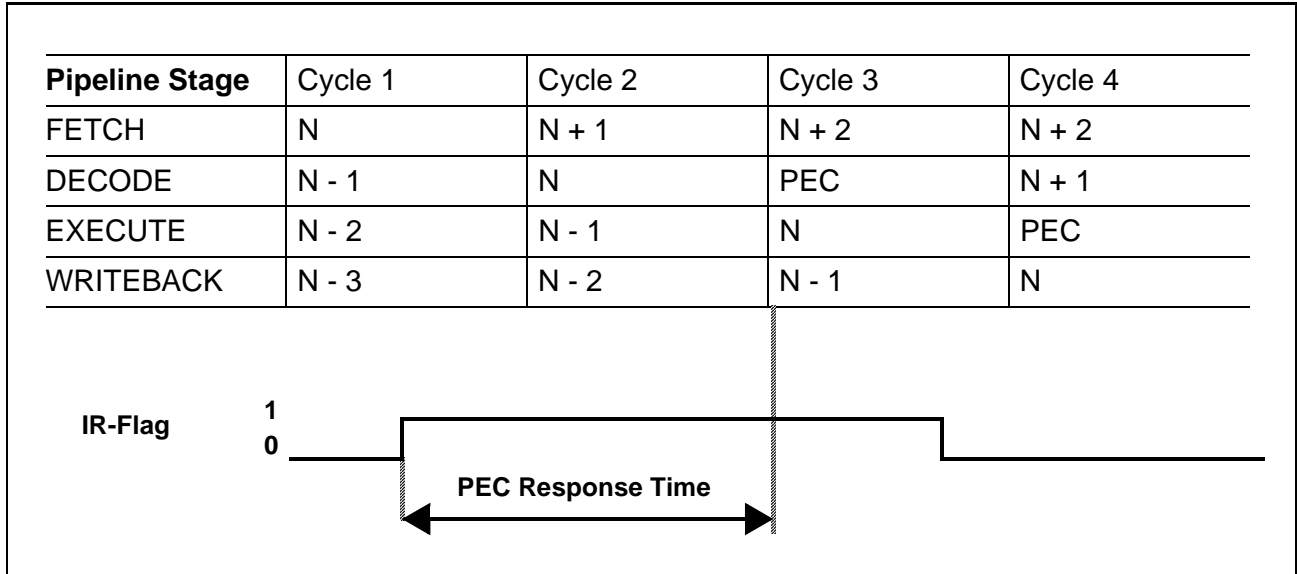 Pipeline Stage Cycle 1 Cycle 2 Cycle 3 Cycle 4
FETCH N N + 1 N + 2 N + 2
DECODE N - 1 N PEC N + 1
EXECUTE N - 2 N - 1 N PEC
WRITEBACK N - 3 N - 2 N - 1 N
1
IR-Flag
0
PEC Response Time